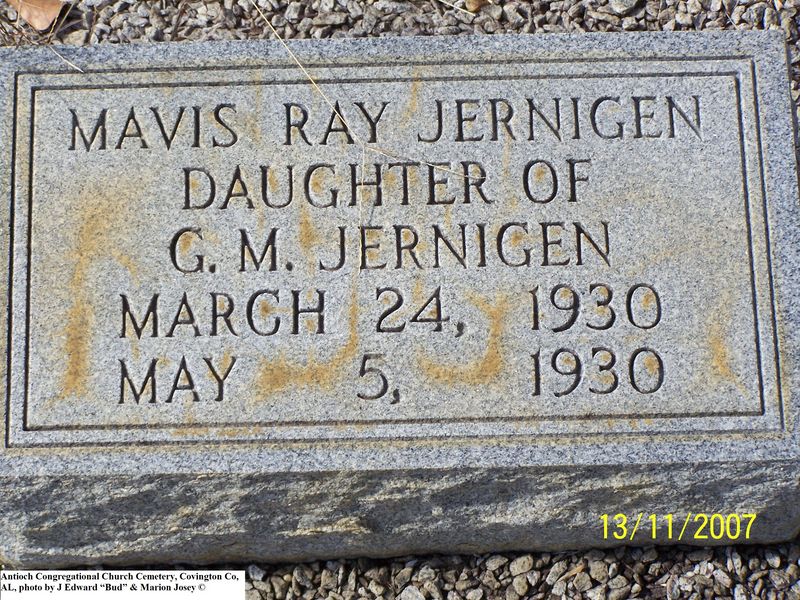 MAVIS RAY JERNIGEN
DAUGHTER OF
G. M. JERNIGEN
MARCH 24, 1930
MAY 5, 1930
13/11/2007
Antioch Congregational Church Cemetery, Covington Co,
AL, photo by J Edward “Bud” & Marion Josey ©